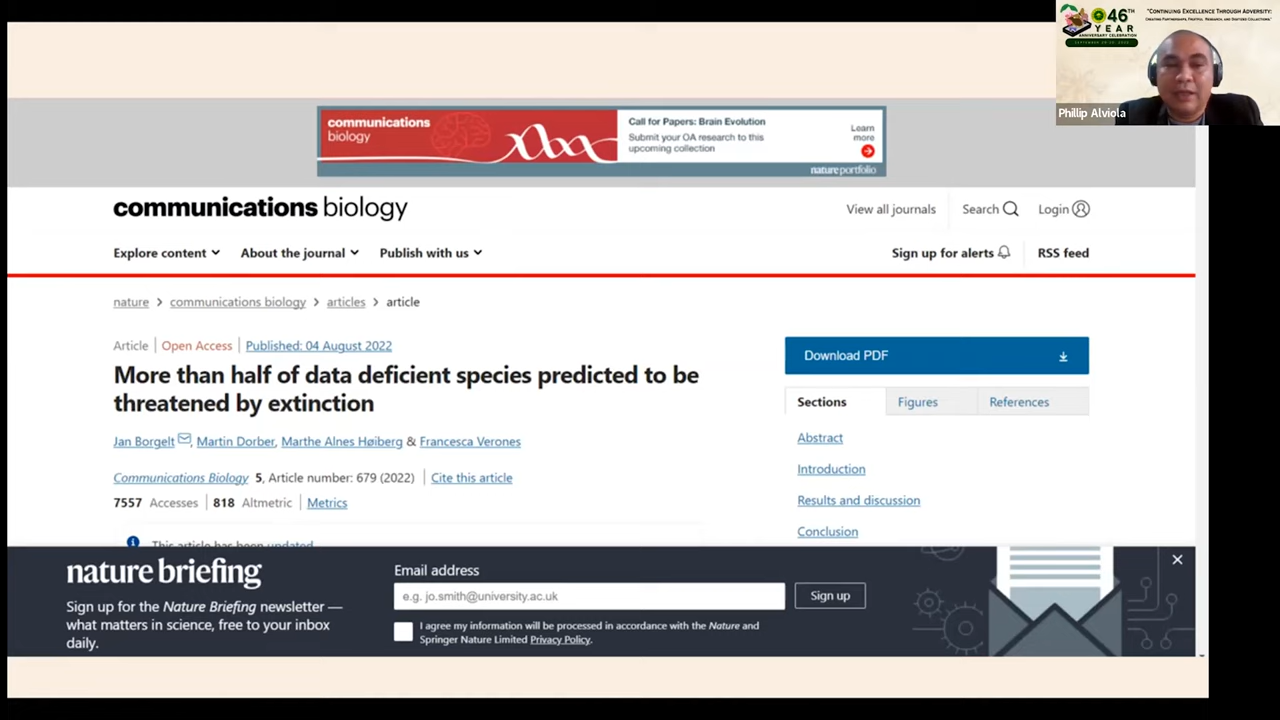 46TH
YEAR
ANNIVERSARY CELEBRATION
"CONTINUING EXCELLENCE THROUGH ADVERSITY:
Phillip Alviola
communications
biology
Call for Papers: Brain Evolution
Submit your OA research to this
upcoming collection
Learn
more
nature portfolio
communications biology
View all journals
Search
Login
Explore content
About the journal
Publish with us
Sign up for alerts
RSS feed
nature > communications biology > articles > article
Article | Open Access | Published: 04 August 2022
More than half of data deficient species predicted to be
threatened by extinction
Jan Borgelt, Martin Dorber, Marthe Alnes Høiberg & Francesca Verones
Communications Biology 5, Article number: 679 (2022) | Cite this article
7557 Accesses | 818 Altmetric | Metrics
This article has been updated
Download PDF
Sections
Figures
References
Abstract
Introduction
Results and discussion
Conclusion
nature briefing
Sign up for the Nature Briefing newsletter —
what matters in science, free to your inbox
daily.
Email address
e.g. jo.smith@university.ac.uk
Sign up
I agree my information will be processed in accordance with the Nature and
Springer Nature Limited Privacy Policy.